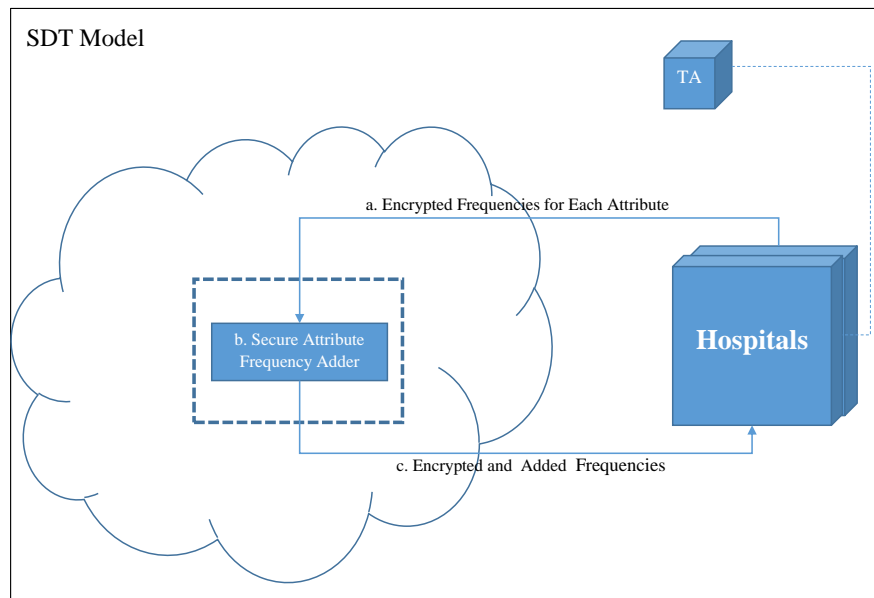 SDT Model
TA
a. Encrypted Frequencies for Each Attribute
b. Secure Attribute
Frequency Adder
Hospitals
c. Encrypted and Added Frequencies